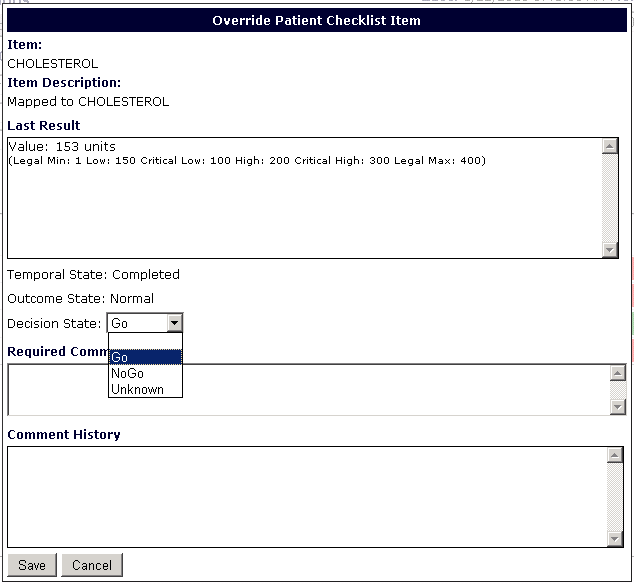 Override Patient Checklist Item
Item:
CHOLESTEROL
Item Description:
Mapped to CHOLESTEROL
Last Result
Value: 153 units
(Legal Min: 1 Low: 150 Critical Low: 100 High: 200 Critical High: 300 Legal Max: 400)
Temporal State: Completed
Outcome State: Normal
Decision State: Go
Go
NoGo
Unknown
Required Comm
Comment History
Save Cancel